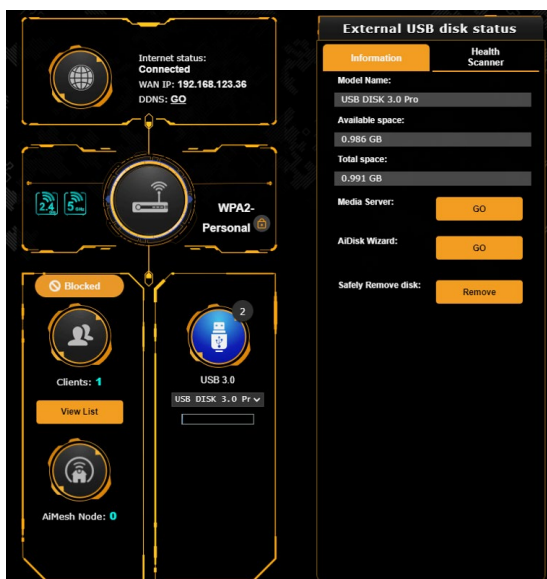 Internet status:
Connected
WAN IP: 192.168.123.36
DDNS: GO
2.4
GHz
5
GHz
WPA2-
Personal
Blocked
Clients: 1
View List
AiMesh Node: 0
2
USB 3.0
USB DISK 3.0 Pr
External USB disk status
Information
Health
Scanner
Model Name:
USB DISK 3.0 Pro
Available space:
0.986 GB
Total space:
0.991 GB
Media Server:
GO
AiDisk Wizard:
GO
Safely Remove disk:
Remove